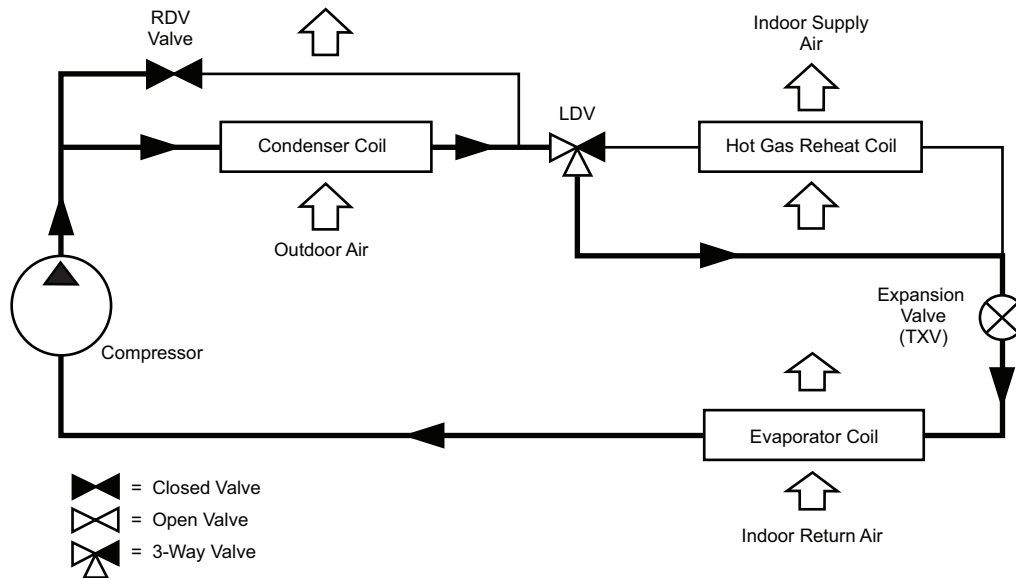 RDV
Valve
Indoor Supply
Air
LDV
Condenser Coil
Hot Gas Reheat Coil
Outdoor Air
Expansion
Valve
(TXV)
Compressor
Evaporator Coil
= Closed Valve
= Open Valve
= 3-Way Valve
Indoor Return Air